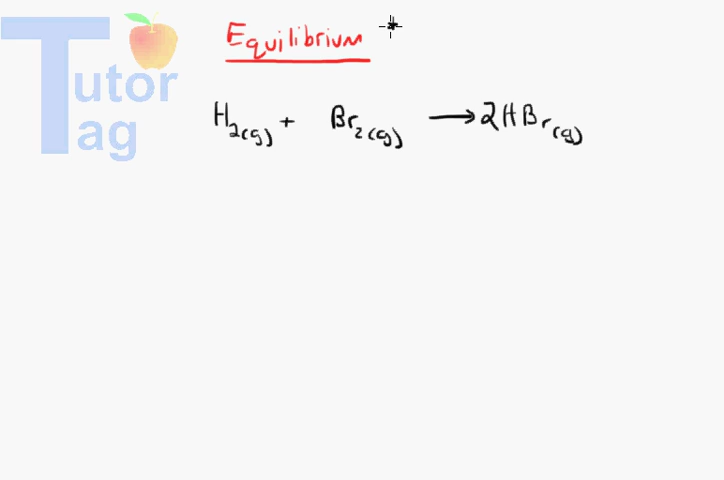 Tutor
Tag
Equilibrium
H2(g) + Br2(g) → 2HBr(g)